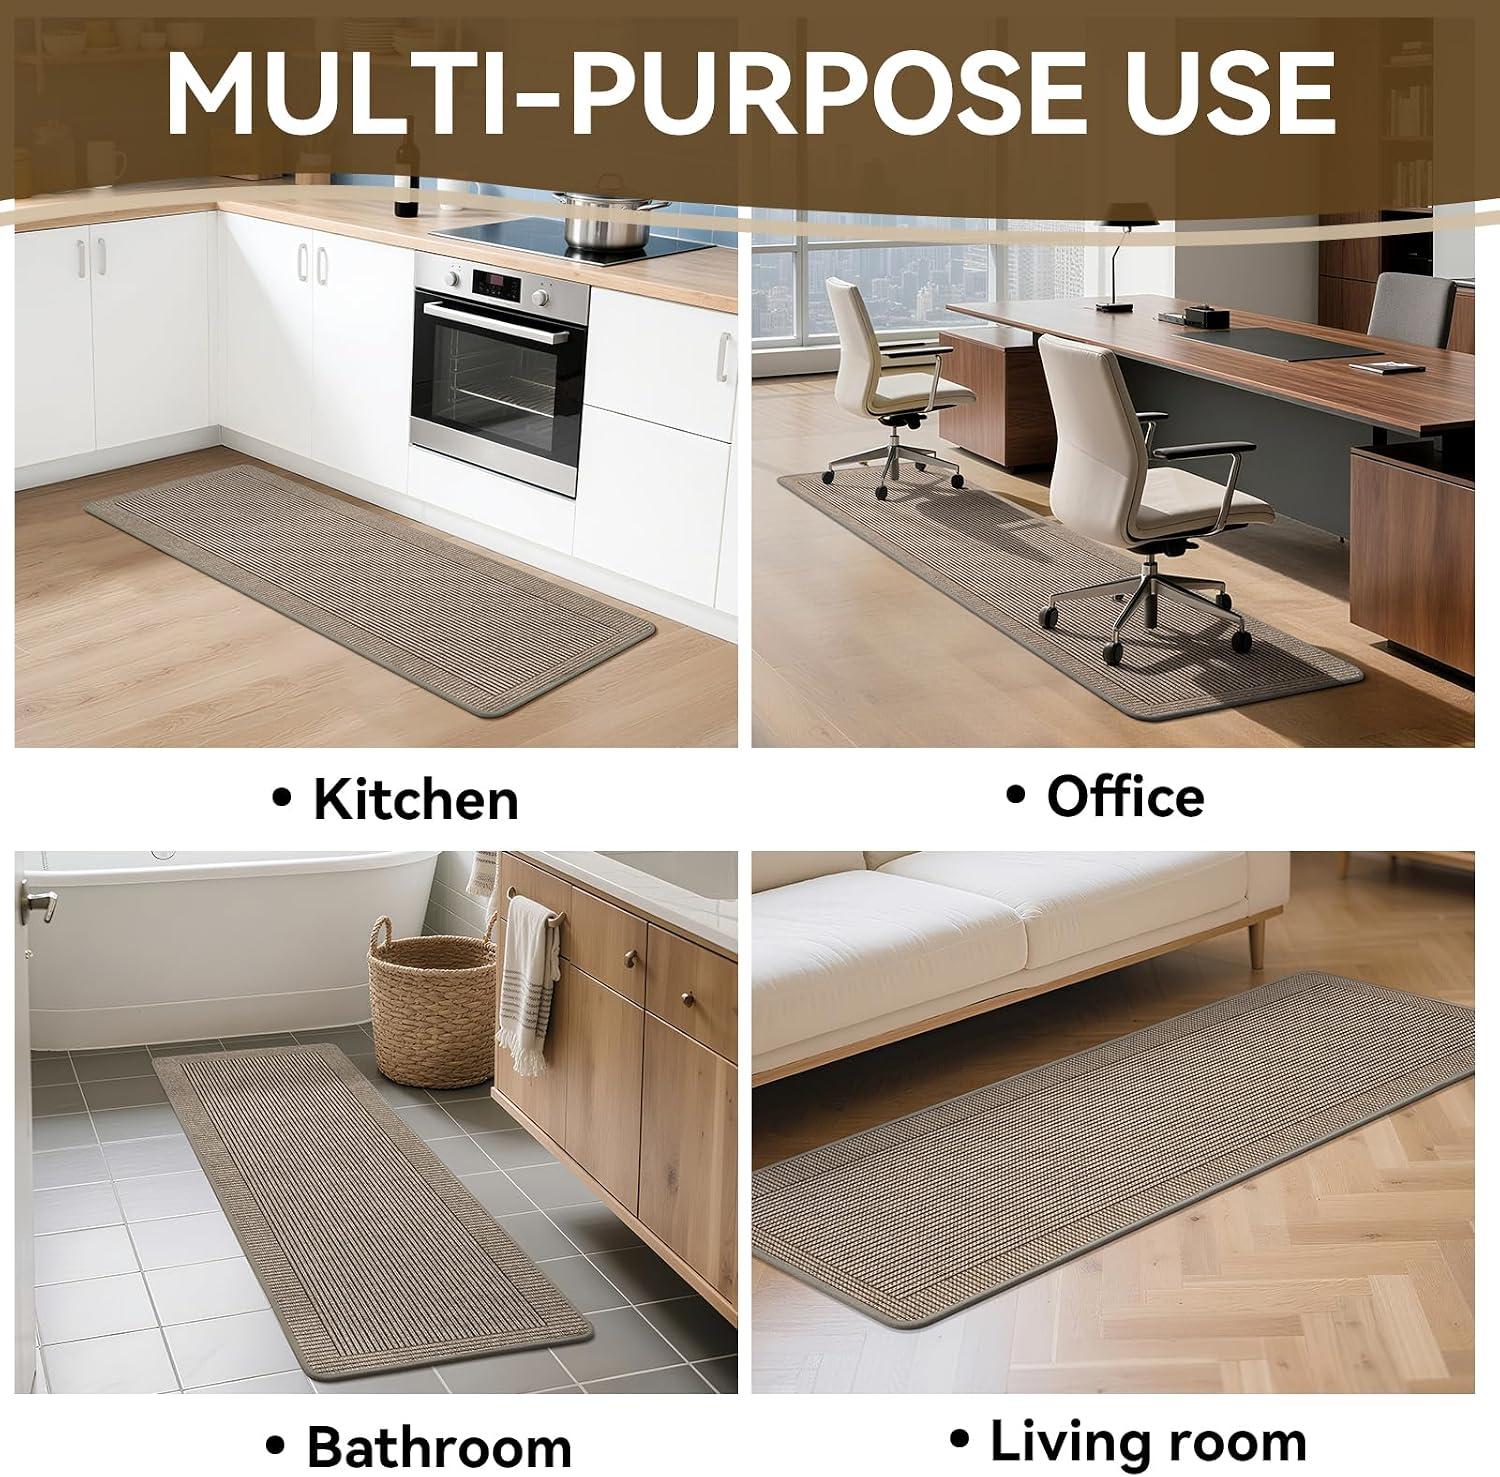 MULTI-PURPOSE USE
• Kitchen
• Office
• Bathroom
• Living room